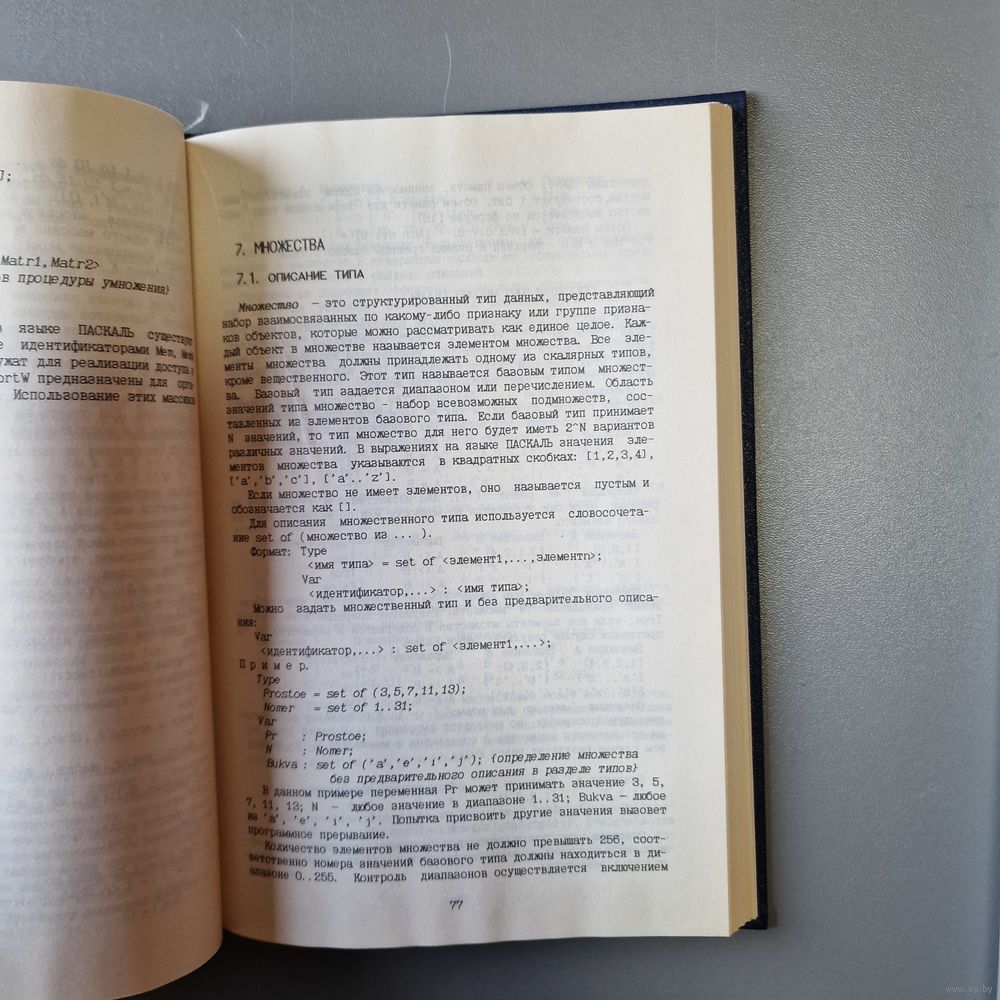 ];
Matr1,Matr2>
ов процедуры умножения}
в языке ПАСКАЛЬ существуют
е идентификаторами Mem,
ужат для реализации доступа к
ortW предназначены для
. Использование этих массивов
7. МНОЖЕСТВА
7.1. ОПИСАНИЕ ТИПА
Множество — это структурированный тип данных, представляющий
набор взаимосвязанных по какому-либо признаку или группе призна-
ков объектов, которые можно рассматривать как единое целое. Каж-
дый объект в множестве называется элементом множества. Все эле-
менты множества должны принадлежать одному из скалярных типов,
кроме вещественного. Этот тип называется базовым типом множест-
ва. Базовый тип задается диапазоном или перечислением. Область
значений типа множество - набор всевозможных подмножеств, сос-
тавленных из элементов базового типа. Если базовый тип принимает
N значений, то тип множество для него будет иметь 2^N вариантов
различных значений. В выражениях на языке ПАСКАЛЬ значения эле-
ментов множества указываются в квадратных скобках: [1,2,3,4],
['a','b','c'], ['a'..'z'].
Если множество не имеет элементов, оно называется пустым и
обозначается как [].
Для описания множественного типа используется словосочета-
ние set of (множество из ... ).
Формат: Type
<имя типа> = set of <элемент1,...,элементn>;
Var
<идентификатор,...> : <имя типа>;
Можно задать множественный тип и без предварительного описа-
ния:
Var
<идентификатор,...> : set of <элемент1,...>;
П р и м е р.
Type
Prostoe = set of (3,5,7,11,13);
Nomer = set of 1..31;
Var
Pr : Prostoe;
N : Nomer;
Bukva : set of ('a','e','i','j'); {определение множества
без предварительного описания в разделе типов}
В данном примере переменная Pr может принимать значение 3, 5,
7, 11, 13; N — любое значение в диапазоне 1..31; Bukva — любое
из 'a', 'e', 'i', 'j'. Попытка присвоить другие значения вызовет
программное прерывание.
Количество элементов множества не должно превышать 256, соот-
ветственно номера значений базового типа должны находиться в ди-
апазоне 0..255. Контроль диапазонов осуществляется включением
77
www.ay.by